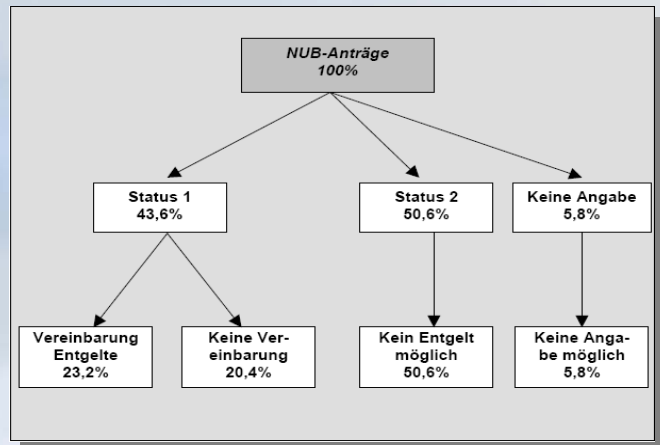 NUB-Anträge
100%
Status 1
43,6%
Status 2
50,6%
Keine Angabe
5,8%
Vereinbarung
Entgelte
23,2%
Keine Ver-
einbarung
20,4%
Kein Entgelt
möglich
50,6%
Keine Anga-
be möglich
5,8%